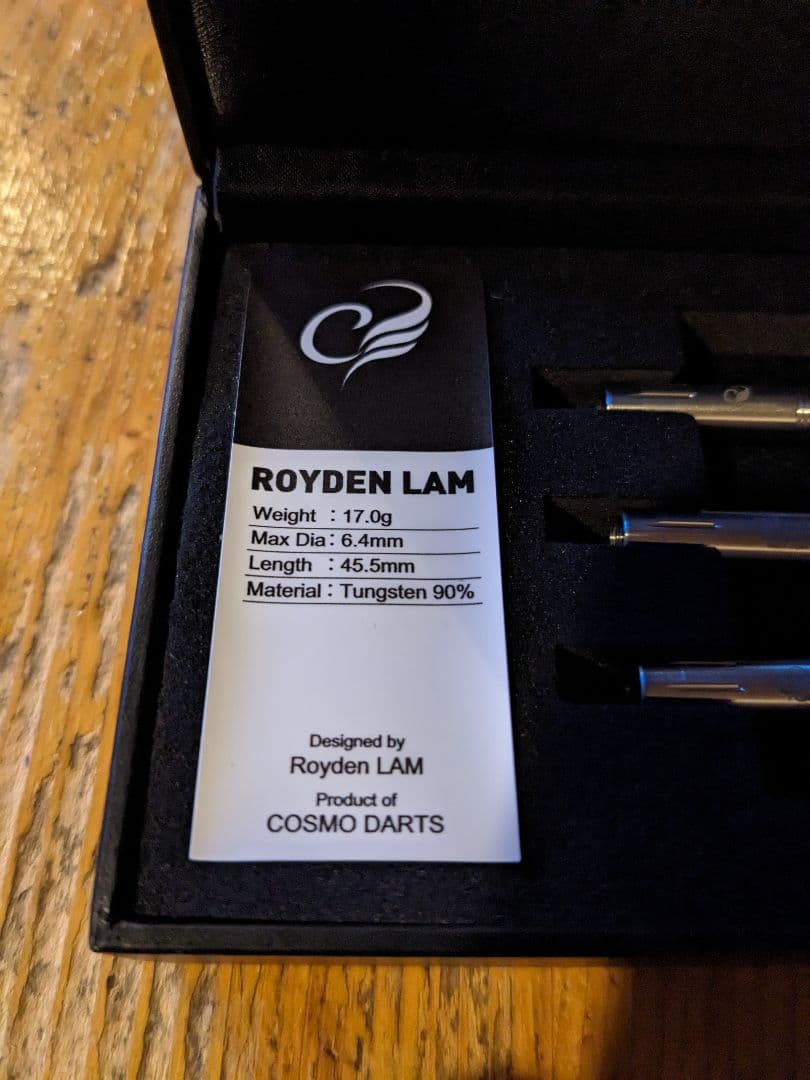 ROYDEN LAM
Weight : 17.0g
Max Dia : 6.4mm
Length : 45.5mm
Material : Tungsten 90%
Designed by
Royden LAM
Product of
COSMO DARTS